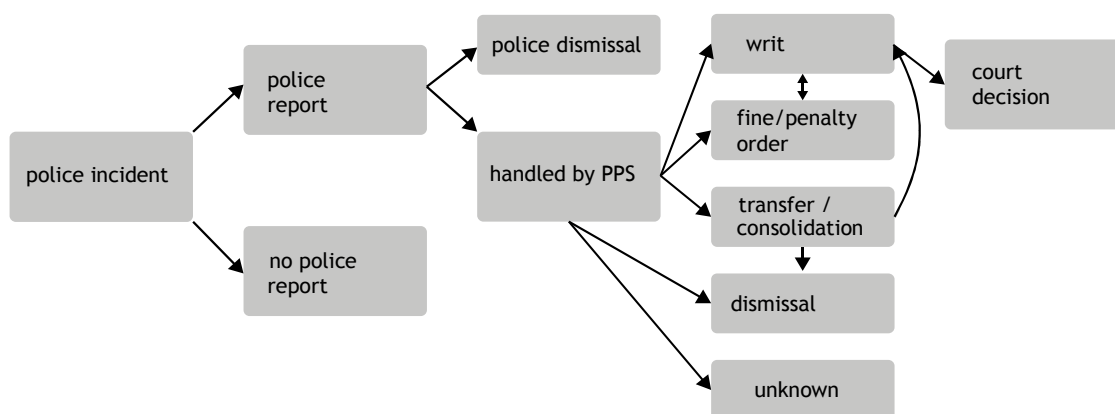 police incident
police
report
no police
report
police dismissal
handled by PPS
writ
fine/penalty
order
transfer /
consolidation
dismissal
unknown
court
decision